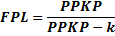 FPL = PPKP / (PPKP − k)